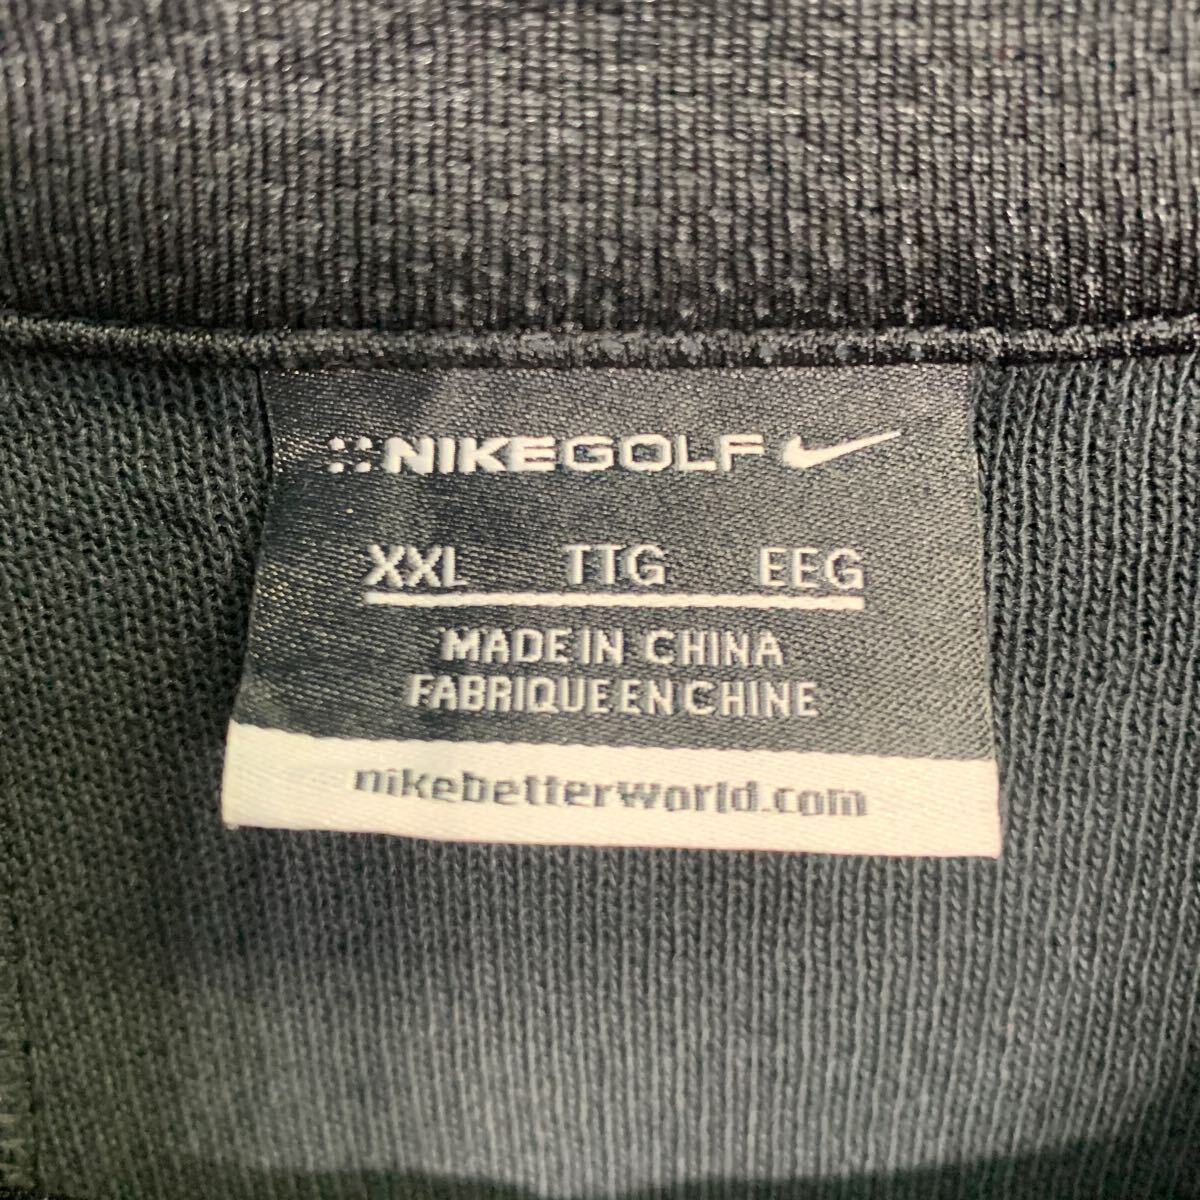 NIKEGOLF
XXL TTG EEG
MADE IN CHINA
FABRIQUE EN CHINE
nikebetterworld.com